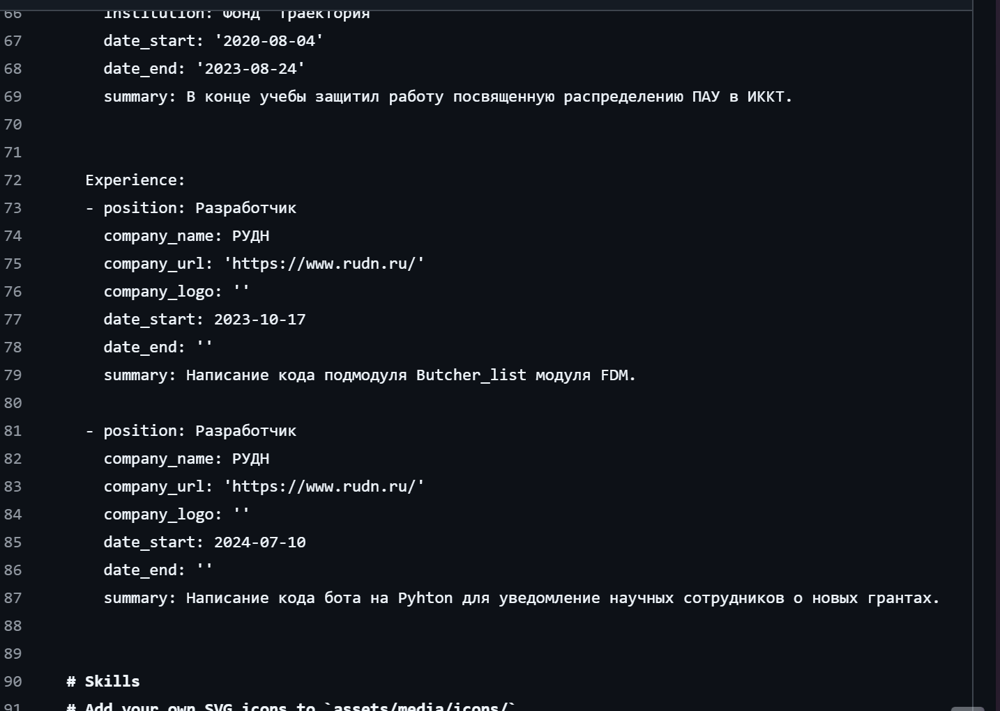 66 institution: Фонд Траектория
67 date_start: '2020-08-04'
68 date_end: '2023-08-24'
69 summary: В конце учебы защитил работу посвященную распределению ПАУ в ИККТ.
70
71
72 Experience:
73 - position: Разработчик
74 company_name: РУДН
75 company_url: 'https://www.rudn.ru/'
76 company_logo: ''
77 date_start: 2023-10-17
78 date_end: ''
79 summary: Написание кода подмодуля Butcher_list модуля FDM.
80
81 - position: Разработчик
82 company_name: РУДН
83 company_url: 'https://www.rudn.ru/'
84 company_logo: ''
85 date_start: 2024-07-10
86 date_end: ''
87 summary: Написание кода бота на Pyhton для уведомление научных сотрудников о новых грантах.
88
89
90 # Skills
91 # Add your own SVG icons to `assets/media/icons/`